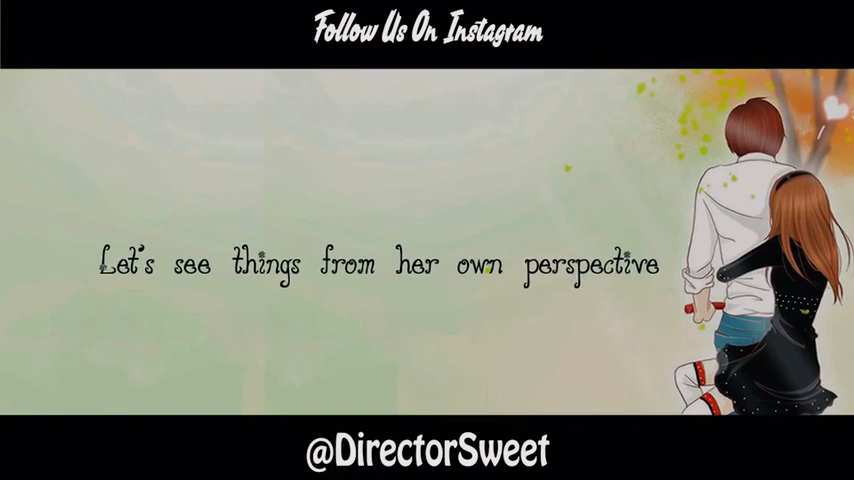 Follow Us On Instagram
Let's see things from her own perspective
@DirectorSweet